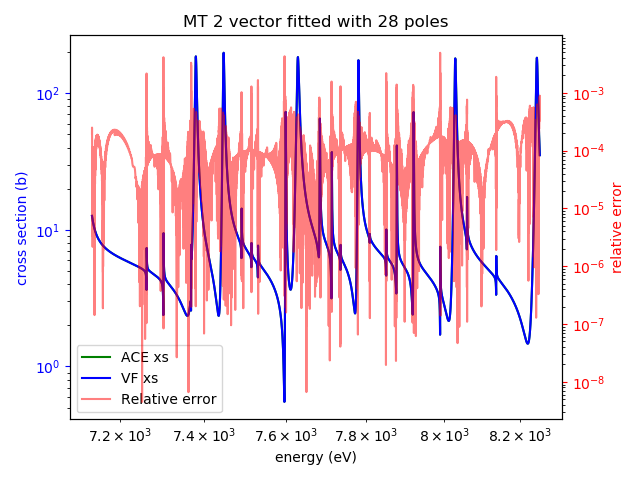 MT 2 vector fitted with 28 poles
10²
10¹
10⁰
cross section (b)
10⁻³
10⁻⁴
10⁻⁵
10⁻⁶
10⁻⁷
10⁻⁸
relative error
ACE xs
VF xs
Relative error
7.2 × 10³ 7.4 × 10³ 7.6 × 10³ 7.8 × 10³ 8 × 10³ 8.2 × 10³
energy (eV)